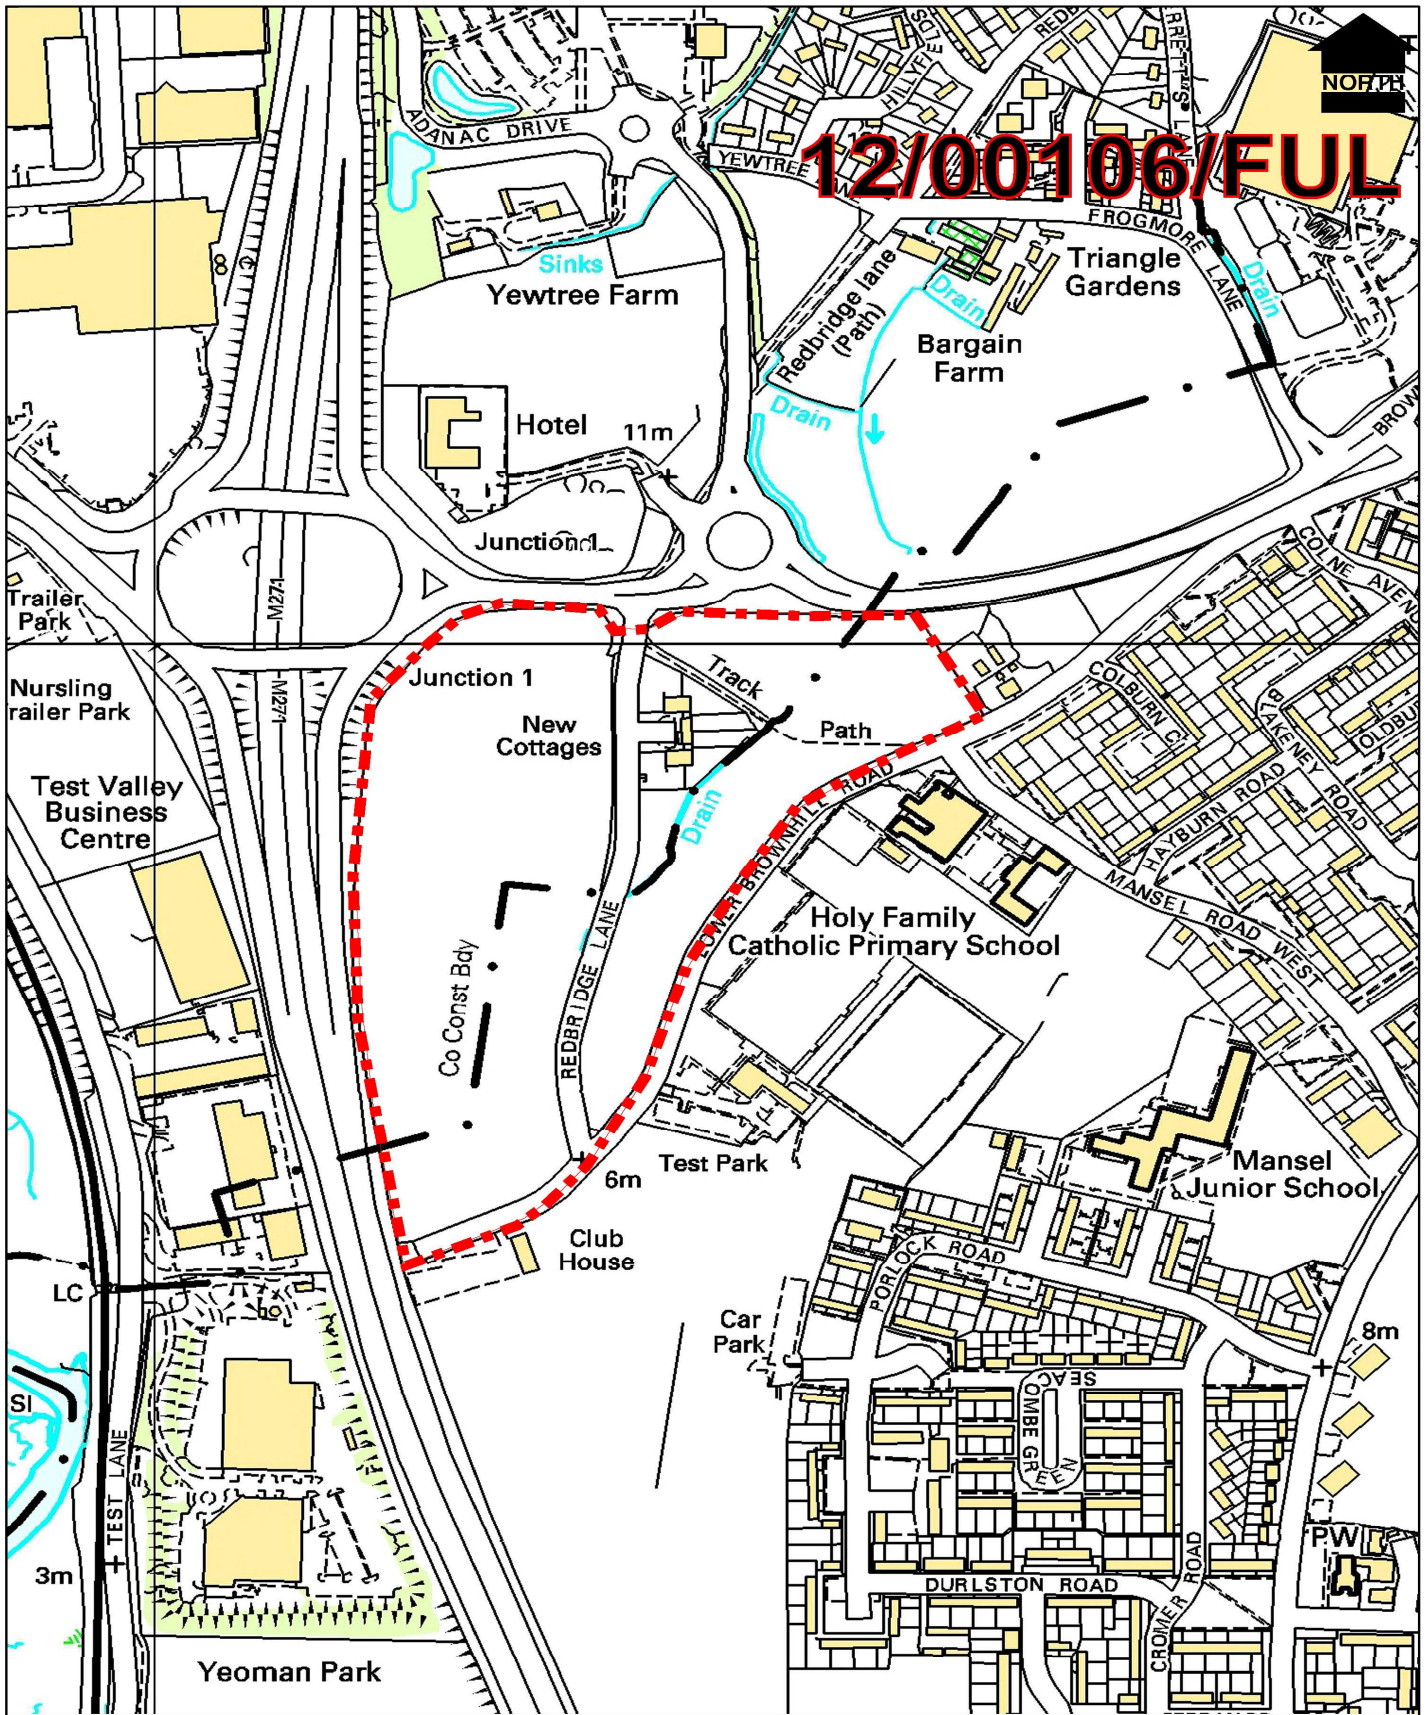 NORTH
12/00106/FUL
ADANAC DRIVE
YEWTREE
FROGMORE LANE
Sinks
Yewtree Farm
Redbridge lane
(Path)
Drain
Triangle
Gardens
Drain
Bargain
Farm
Drain
Hotel
11m
Junction 1
COLNE AVENU
M271
Trailer
Park
Nursling
railer Park
Junction 1
M271
New
Cottages
Track
Path
COLBURN CL
BLAKENEY ROAD
OLDBU
HAYBURN ROAD
Test Valley
Business
Centre
Drain
LOWER BROWNHILL ROAD
MANSEL ROAD WEST
Holy Family
Catholic Primary School
Co Const Bdy
REDBRIDGE LANE
6m
Test Park
Mansel
Junior School
Club
House
PORLOCK ROAD
LC
Car
Park
8m
SEACOMBE GREEN
SI
TEST LANE
3m
PW
DURLSTON ROAD
CROMER ROAD
Yeoman Park